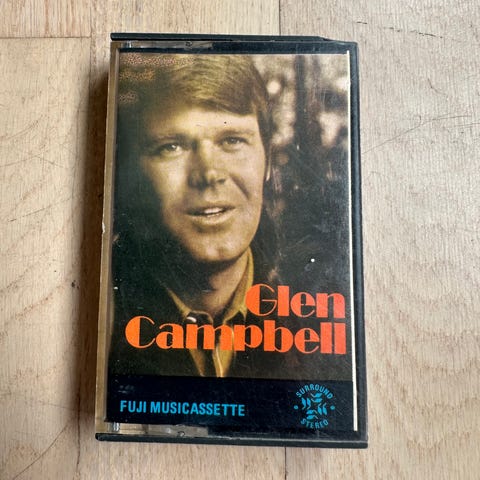 Glen
Campbell
FUJI MUSICASSETTE
SURROUND
STEREO